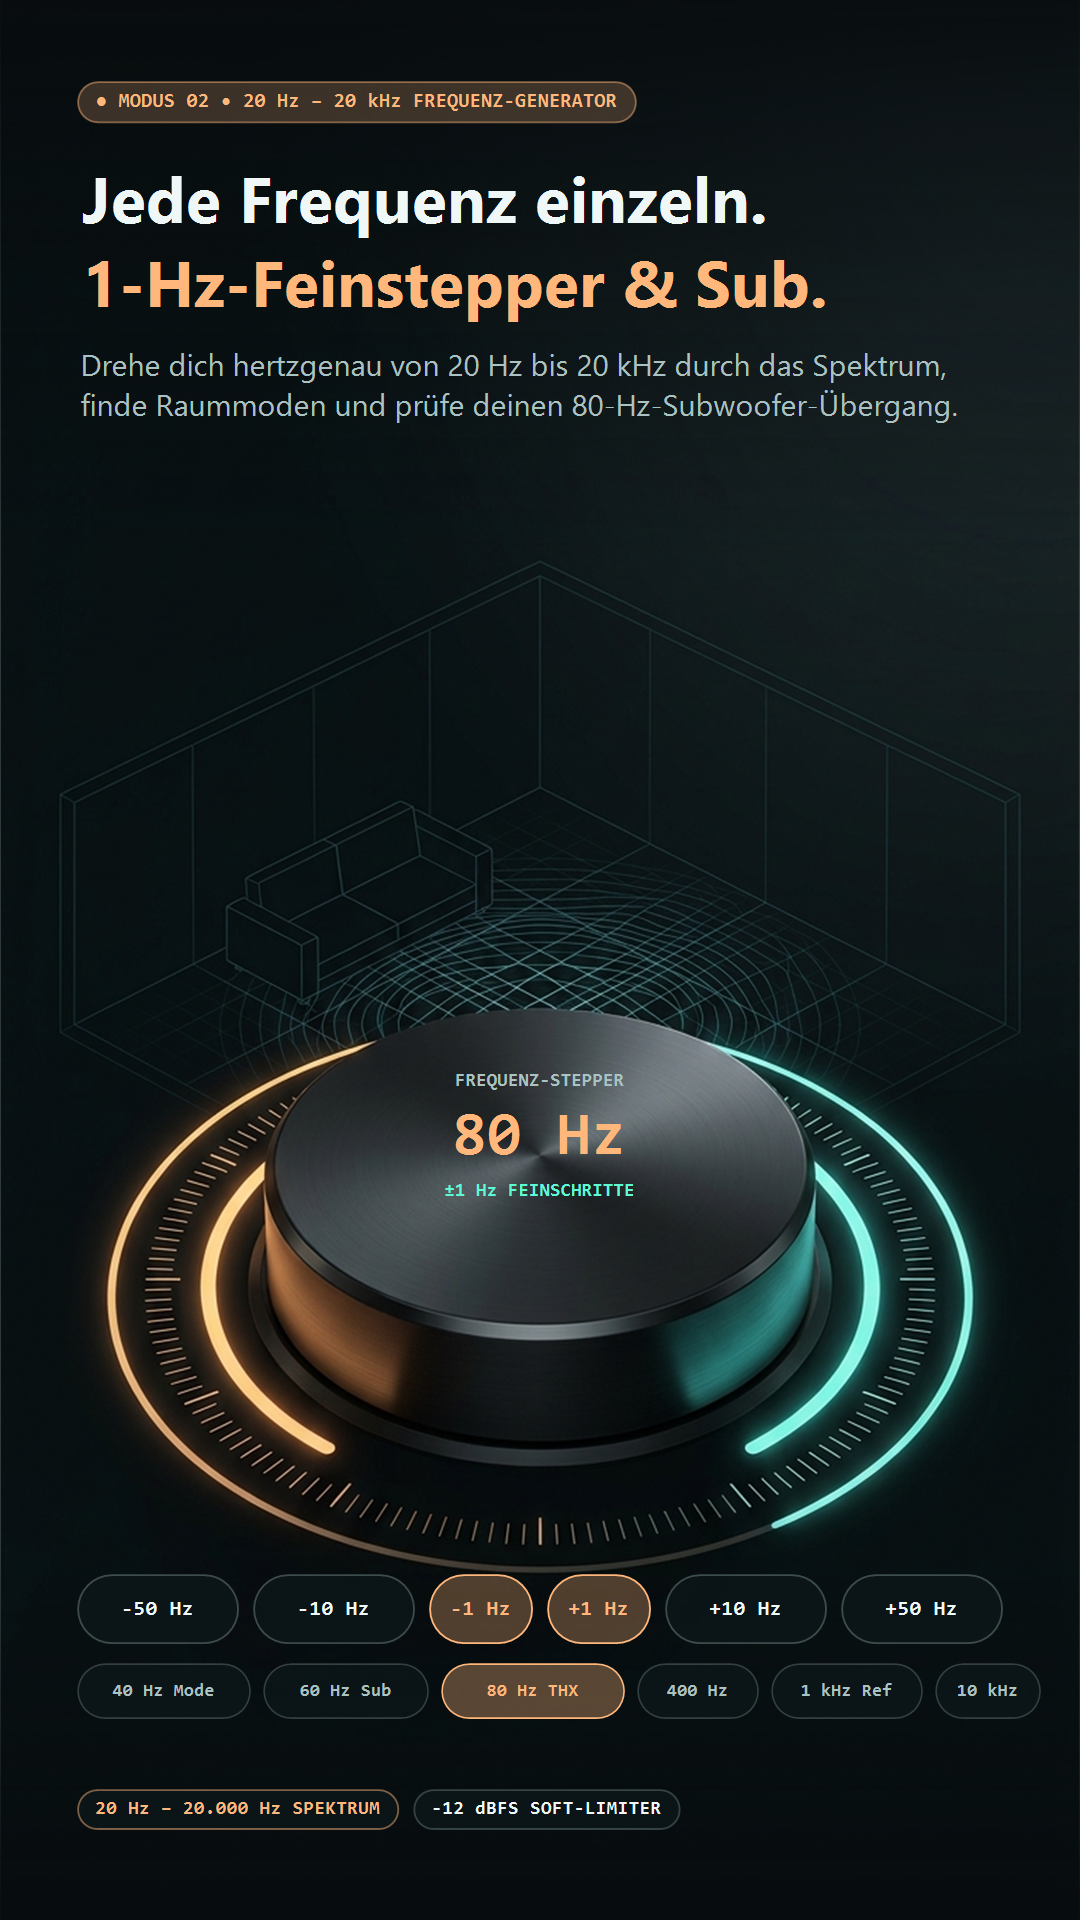 • MODUS 02 • 20 Hz – 20 kHz FREQUENZ-GENERATOR
Jede Frequenz einzeln.
1-Hz-Feinstepper & Sub.
Drehe dich hertzgenau von 20 Hz bis 20 kHz durch das Spektrum,
finde Raummoden und prüfe deinen 80-Hz-Subwoofer-Übergang.
FREQUENZ-STEPPER
80 Hz
±1 Hz FEINSCHRITTE
-50 Hz -10 Hz -1 Hz +1 Hz +10 Hz +50 Hz
40 Hz Mode 60 Hz Sub 80 Hz THX 400 Hz 1 kHz Ref 10 kHz
20 Hz – 20.000 Hz SPEKTRUM -12 dBFS SOFT-LIMITER